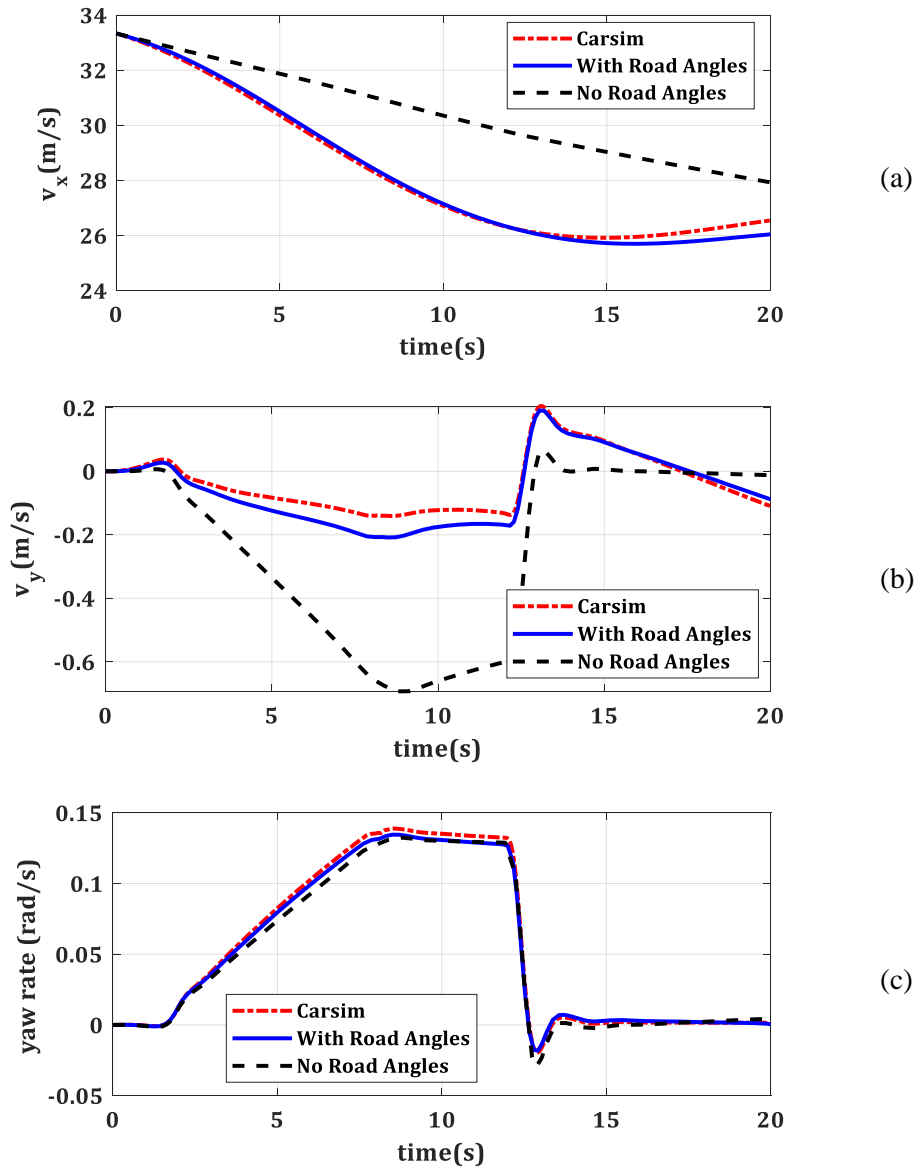 34
32
30
28
26
24
v_x(m/s)
0
5
10
15
20
time(s)
Carsim
With Road Angles
No Road Angles
(a)
0.2
0
-0.2
-0.4
-0.6
v_y(m/s)
0
5
10
15
20
time(s)
Carsim
With Road Angles
No Road Angles
(b)
0.15
0.1
0.05
0
-0.05
yaw rate (rad/s)
0
5
10
15
20
time(s)
Carsim
With Road Angles
No Road Angles
(c)